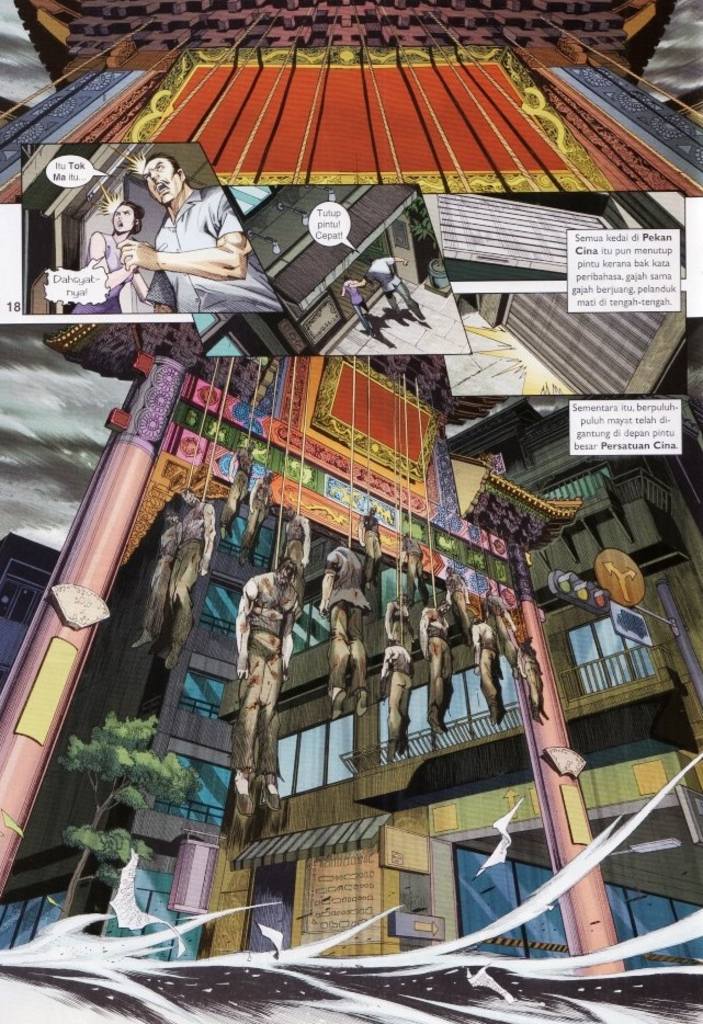 Itu Tok
Ma itu...
Dahsyat-
nya!
Tutup
pintu!
Cepat!
Semua kedai di Pekan
Cina itu pun menutup
pintu kerana bak kata
peribahasa, gajah sama
gajah berjuang, pelanduk
mati di tengah-tengah.
18
Sementara itu, berpuluh-
puluh mayat telah di-
gantung di depan pintu
besar Persatuan Cina.